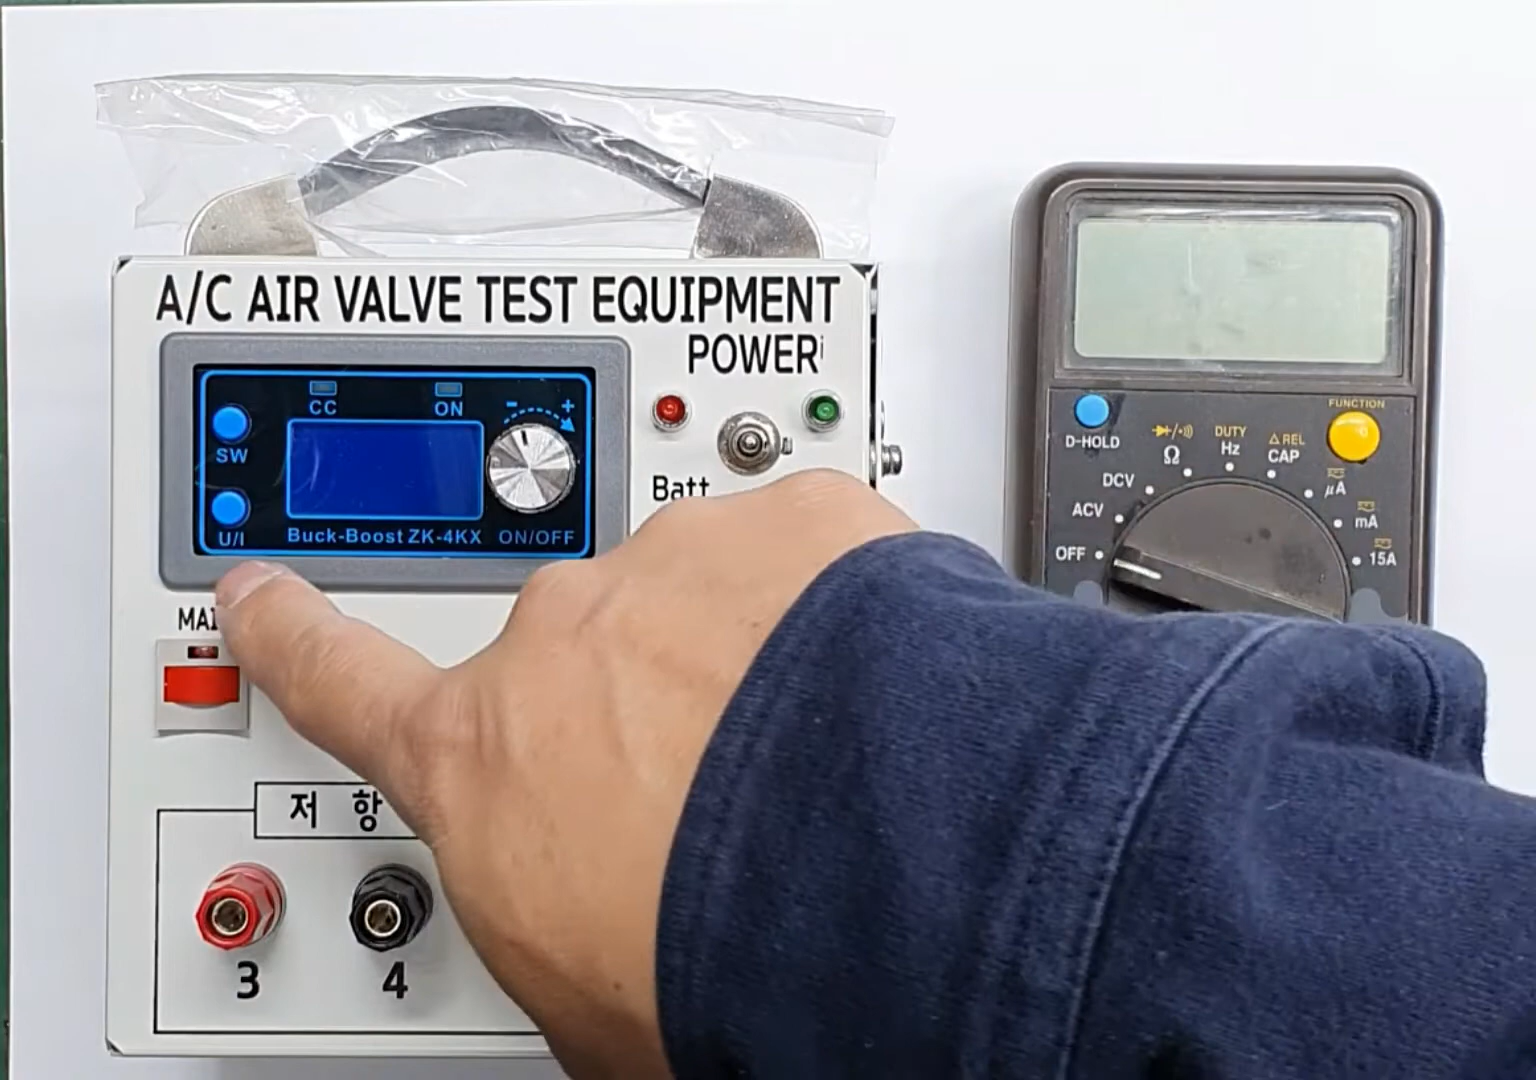 A/C AIR VALVE TEST EQUIPMENT
POWER
CC
ON
- +
SW
U/I
Buck-Boost ZK-4KX
ON/OFF
Batt
저 항
3
4
D-HOLD
FUNCTION
Ω
DUTY
Hz
Δ REL
CAP
DCV
μA
ACV
mA
OFF
15A